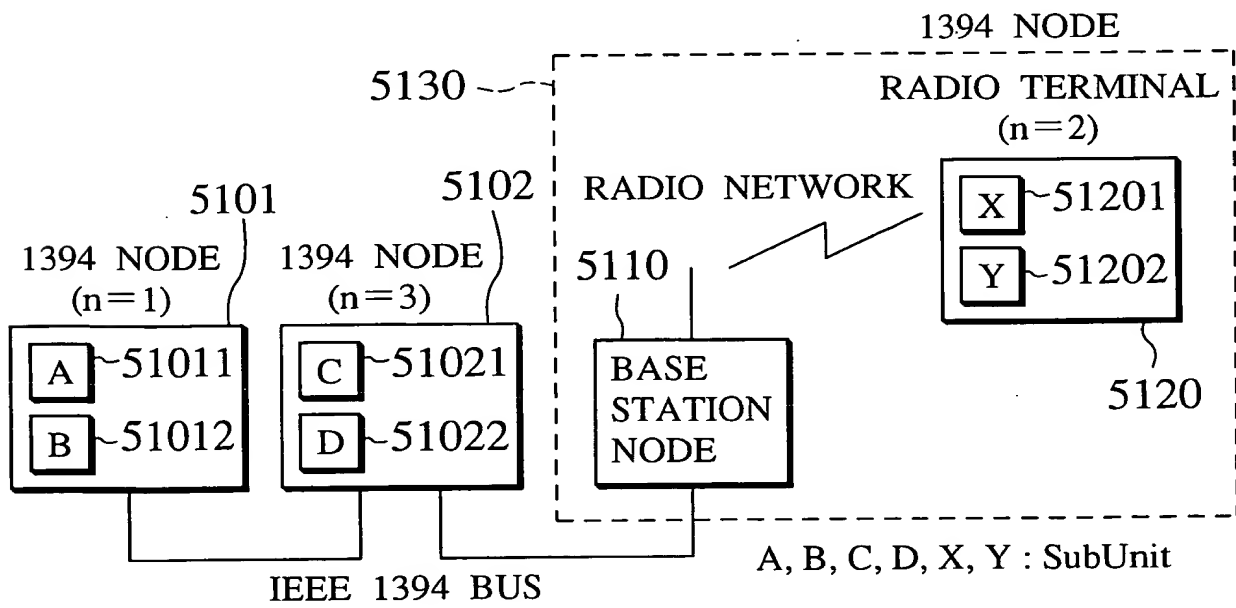 1394 NODE
5130
RADIO TERMINAL
(n=2)
RADIO NETWORK
X 51201
Y 51202
5120
5101
5102
1394 NODE
(n=1)
1394 NODE
(n=3)
5110
A 51011
B 51012
C 51021
D 51022
BASE
STATION
NODE
IEEE 1394 BUS
A, B, C, D, X, Y : SubUnit